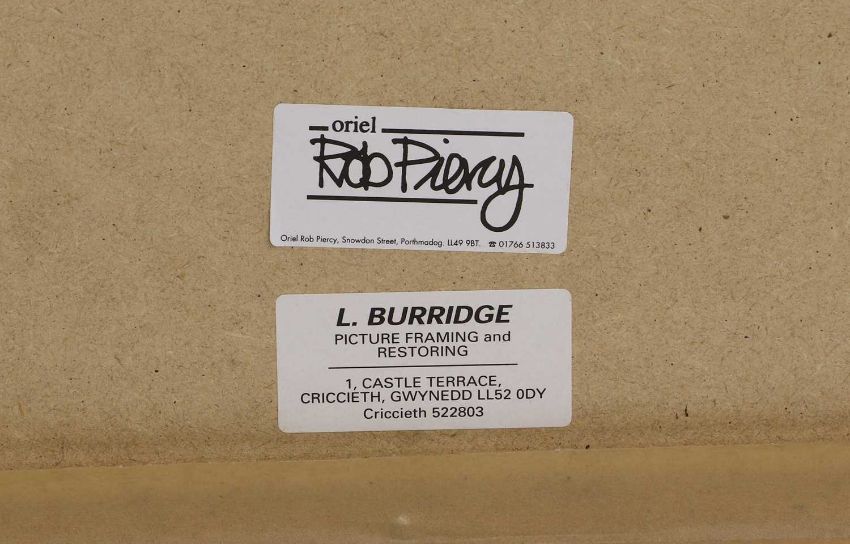 oriel
Rob Piercy
Oriel Rob Piercy, Snowdon Street, Porthmadog. LL49 9BT. ☎ 01766 513833
L. BURRIDGE
PICTURE FRAMING and
RESTORING
1, CASTLE TERRACE,
CRICCIETH, GWYNEDD LL52 0DY
Criccieth 522803